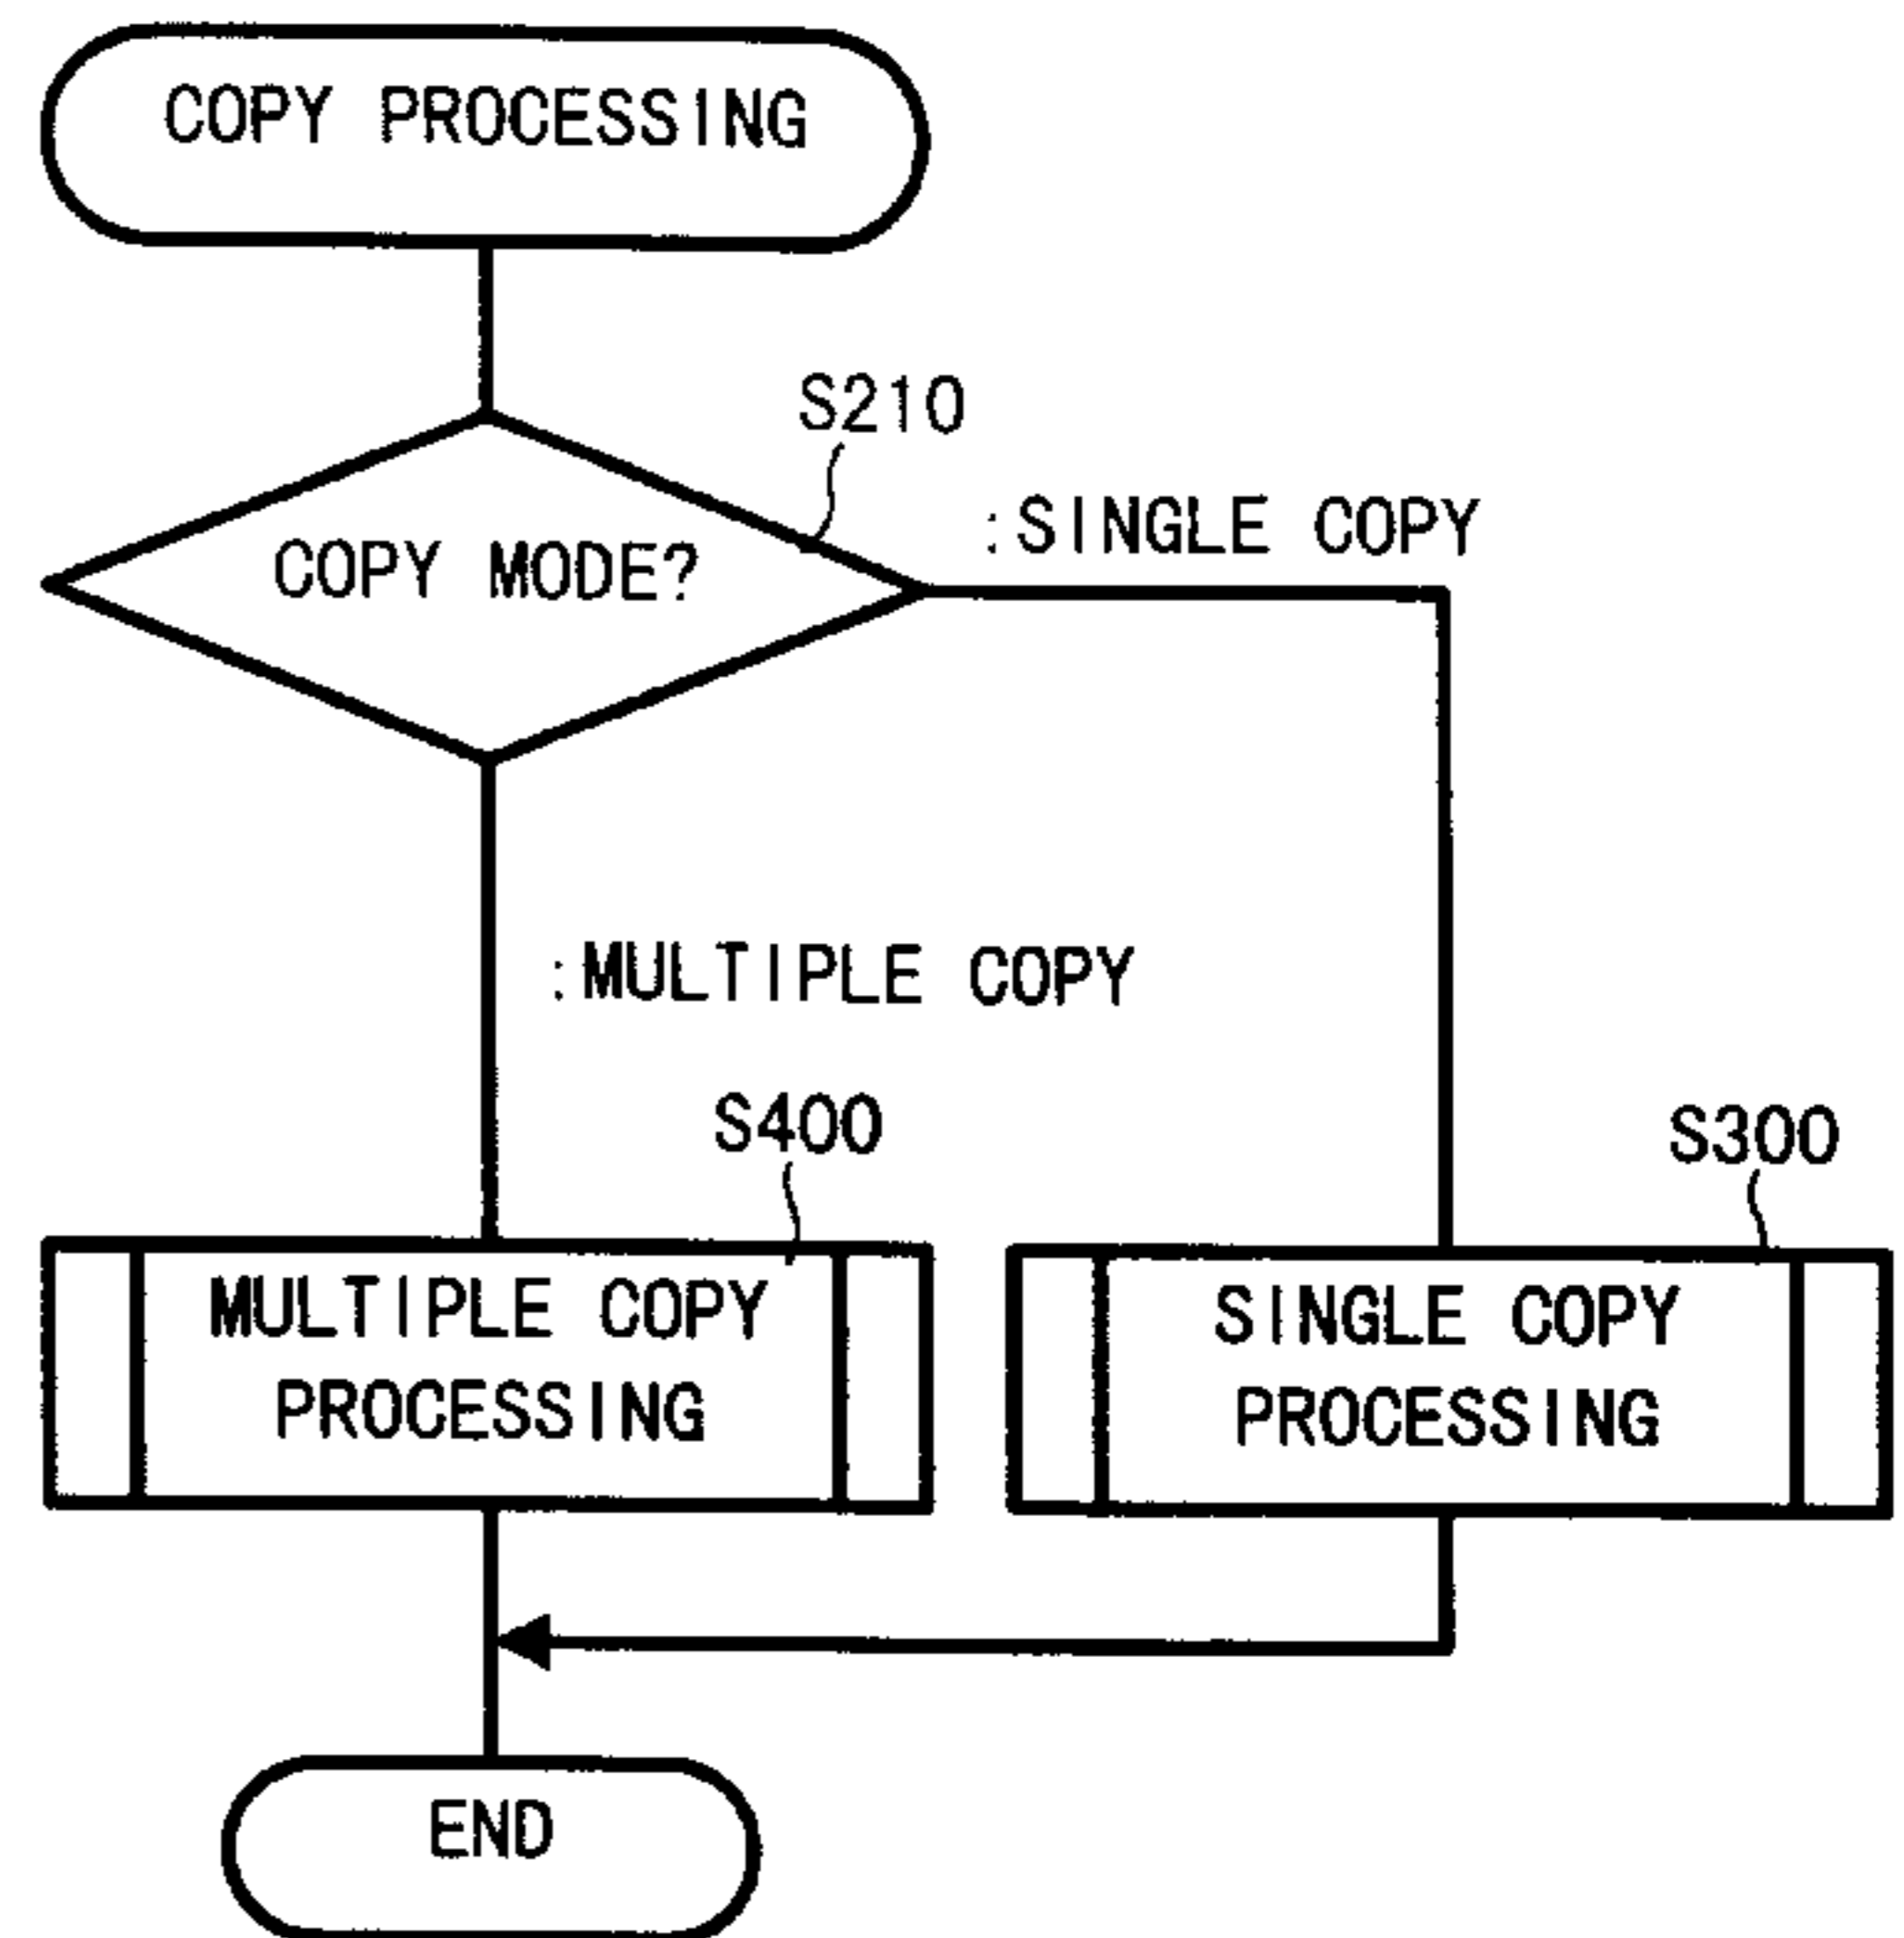 COPY PROCESSING
S210
:SINGLE COPY
COPY MODE?
:MULTIPLE COPY
S400
S300
MULTIPLE COPY
PROCESSING
SINGLE COPY
PROCESSING
END